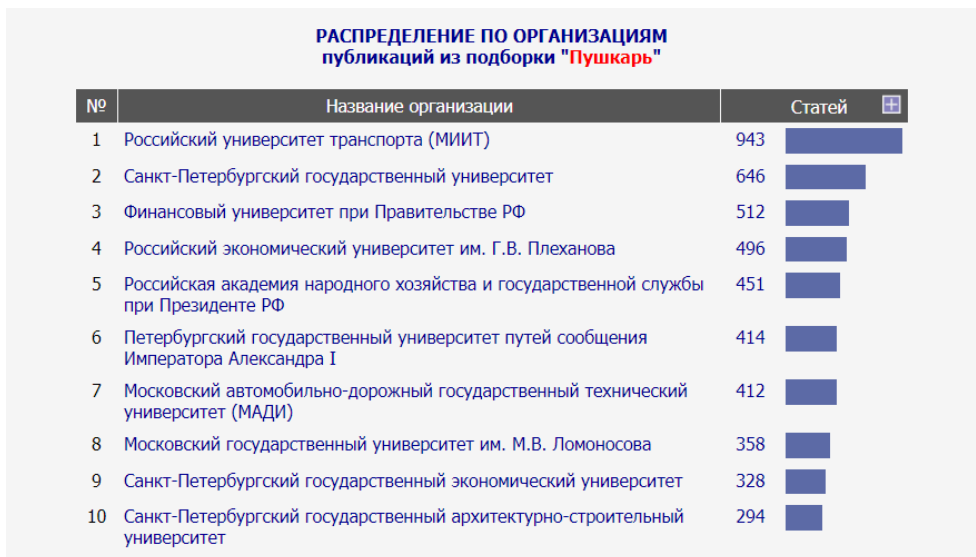 РАСПРЕДЕЛЕНИЕ ПО ОРГАНИЗАЦИЯМ
публикаций из подборки "Пушкарь"
№ Название организации Статей
1 Российский университет транспорта (МИИТ) 943
2 Санкт-Петербургский государственный университет 646
3 Финансовый университет при Правительстве РФ 512
4 Российский экономический университет им. Г.В. Плеханова 496
5 Российская академия народного хозяйства и государственной службы 451
при Президенте РФ
6 Петербургский государственный университет путей сообщения 414
Императора Александра I
7 Московский автомобильно-дорожный государственный технический 412
университет (МАДИ)
8 Московский государственный университет им. М.В. Ломоносова 358
9 Санкт-Петербургский государственный экономический университет 328
10 Санкт-Петербургский государственный архитектурно-строительный 294
университет